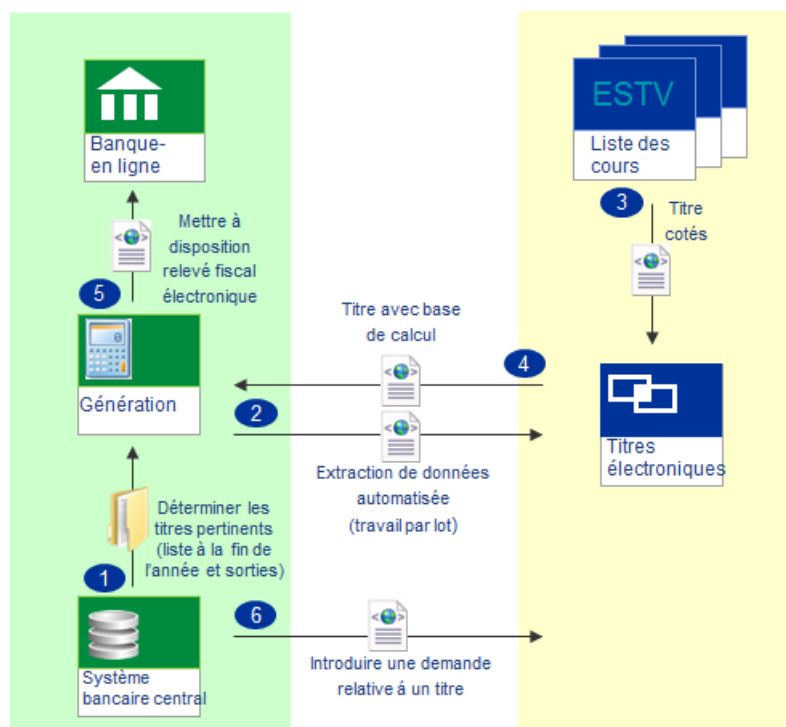 Banque-
en ligne
ESTV
Liste des
cours
3
Titre
cotés
Mettre à
disposition
relevé fiscal
électronique
5
Titre avec base
de calcul
4
Génération
2
Extraction de données
automatisée
(travail par lot)
Titres
électroniques
Déterminer les
titres pertinents
(liste à la fin de
l'année et sorties)
1
Système
bancaire central
6
Introduire une demande
relative á un titre